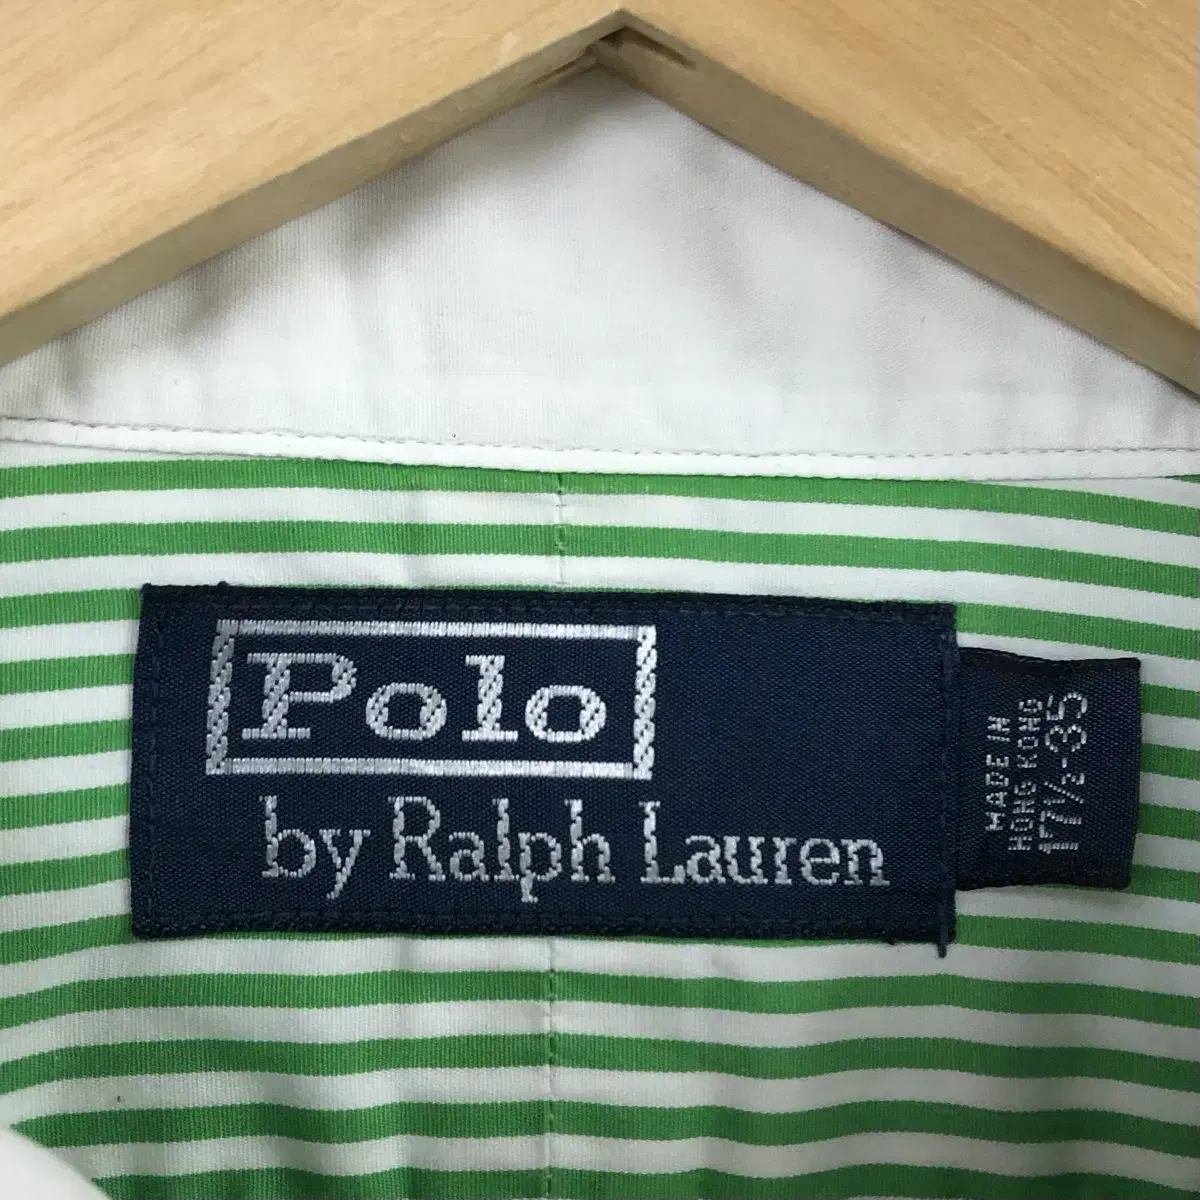 Polo
by Ralph Lauren
MADE IN
HONG KONG
17½-35